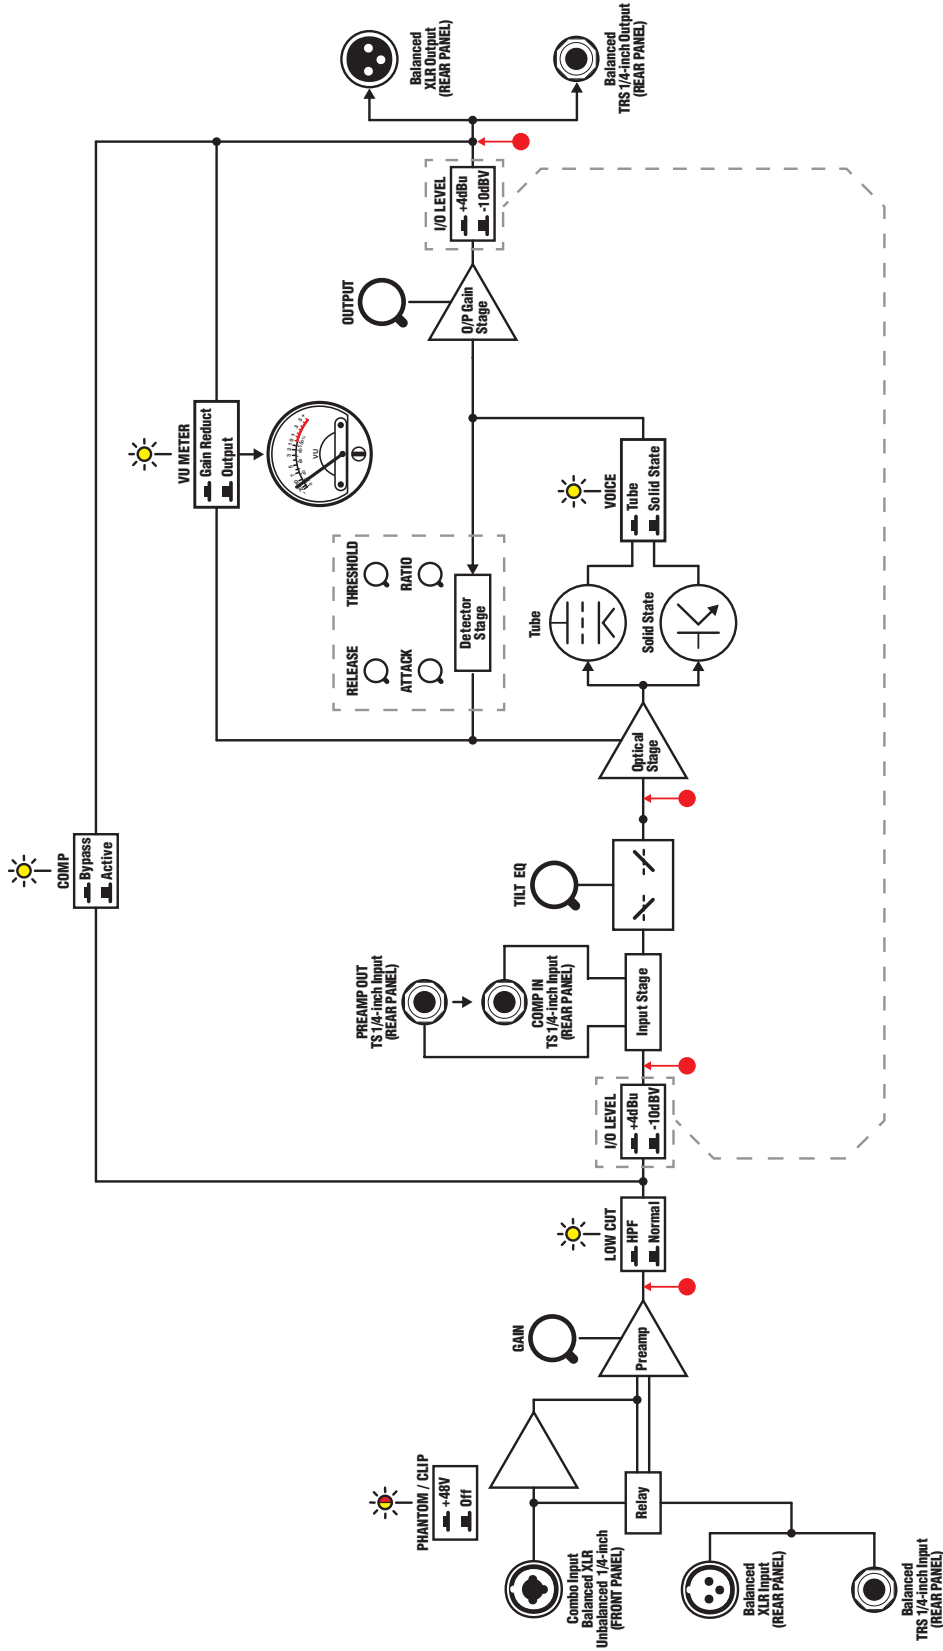 Balanced
XLR Output
(REAR PANEL)
Balanced
TRS 1/4-inch Output
(REAR PANEL)
I/O LEVEL
+4dBu
-10dBV
OUTPUT
O/P Gain
Stage
VU METER
Gain Reduct
Output
VU
THRESHOLD
RATIO
RELEASE
ATTACK
Detector
Stage
VOICE
Tube
Solid State
Tube
Solid State
Optical
Stage
COMP
Bypass
Active
TILT EQ
PREAMP OUT
TS 1/4-inch Input
(REAR PANEL)
COMP IN
TS 1/4-inch Input
(REAR PANEL)
Input Stage
I/O LEVEL
+4dBu
-10dBV
LOW CUT
HPF
Normal
GAIN
Preamp
PHANTOM / CLIP
+48V
Off
Relay
Combo Input
Balanced XLR
Unbalanced 1/4-inch
(FRONT PANEL)
Balanced
XLR Input
(REAR PANEL)
Balanced
TRS 1/4-inch Input
(REAR PANEL)